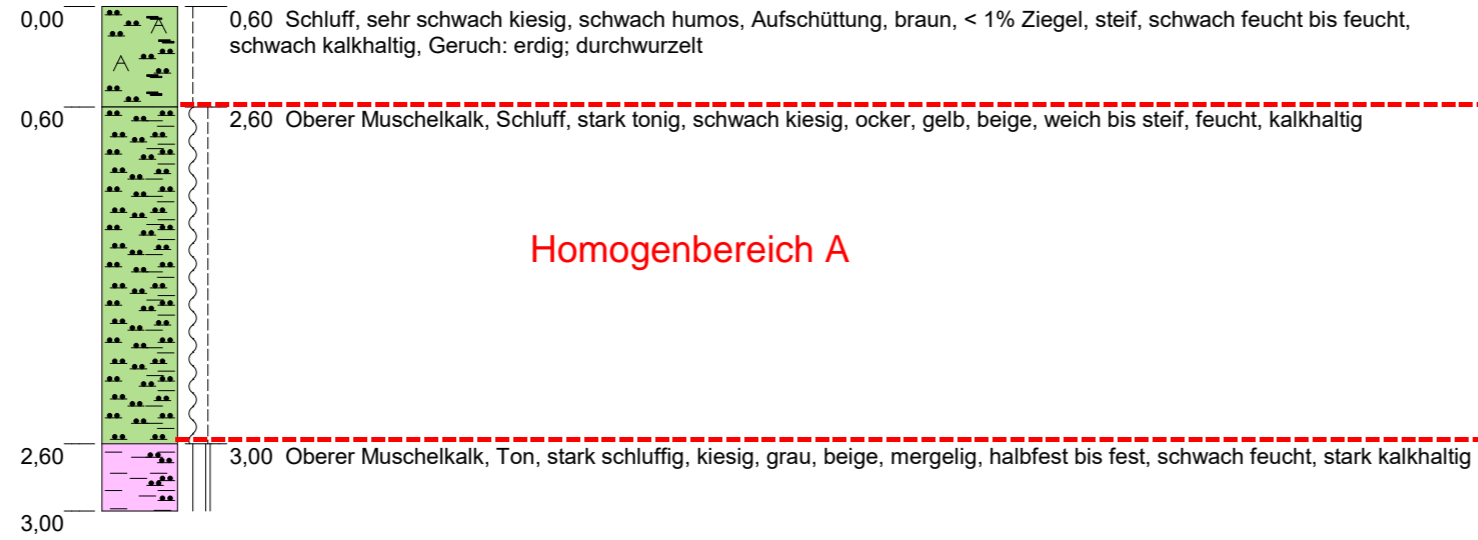 0,00
0,60 Schluff, sehr schwach kiesig, schwach humos, Aufschüttung, braun, < 1% Ziegel, steif, schwach feucht bis feucht,
schwach kalkhaltig, Geruch: erdig; durchwurzelt
A
A
0,60
2,60 Oberer Muschelkalk, Schluff, stark tonig, schwach kiesig, ocker, gelb, beige, weich bis steif, feucht, kalkhaltig
Homogenbereich A
2,60
3,00 Oberer Muschelkalk, Ton, stark schluffig, kiesig, grau, beige, mergelig, halbfest bis fest, schwach feucht, stark kalkhaltig
3,00